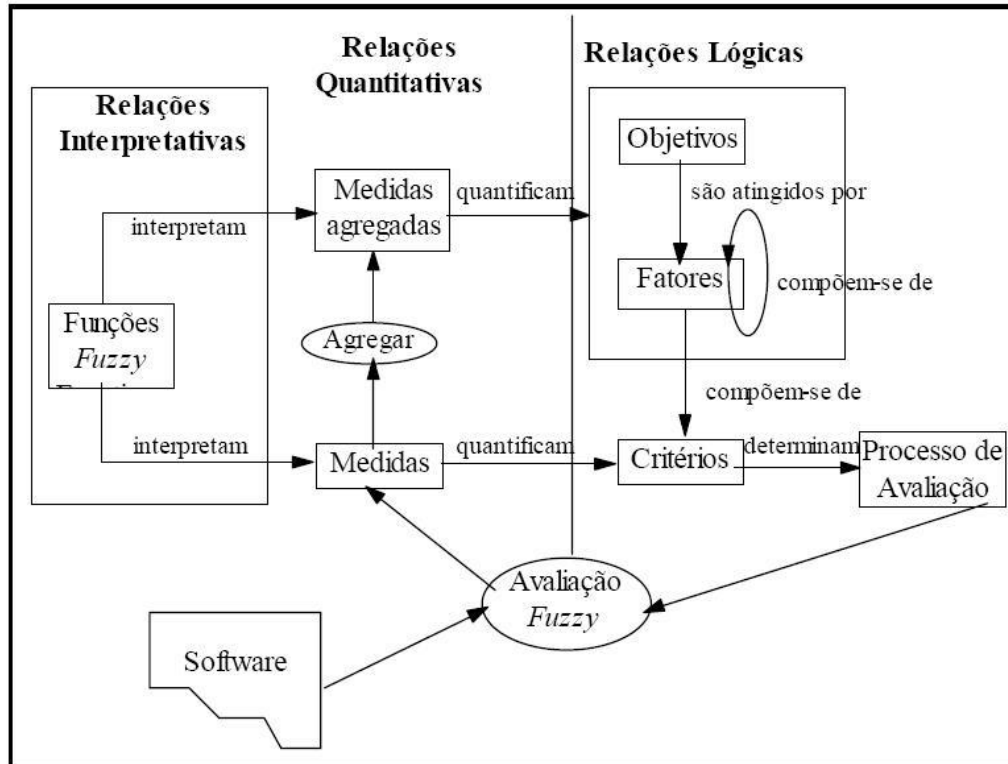 Relações
Quantitativas
Relações Lógicas
Relações
Interpretativas
Objetivos
Medidas
agregadas
quantificam
são atingidos por
interpretam
Fatores
compõem-se de
Funções
Fuzzy
Agregar
compõem-se de
interpretam
Medidas
quantificam
Critérios
determinam
Processo de
Avaliação
Avaliação
Fuzzy
Software